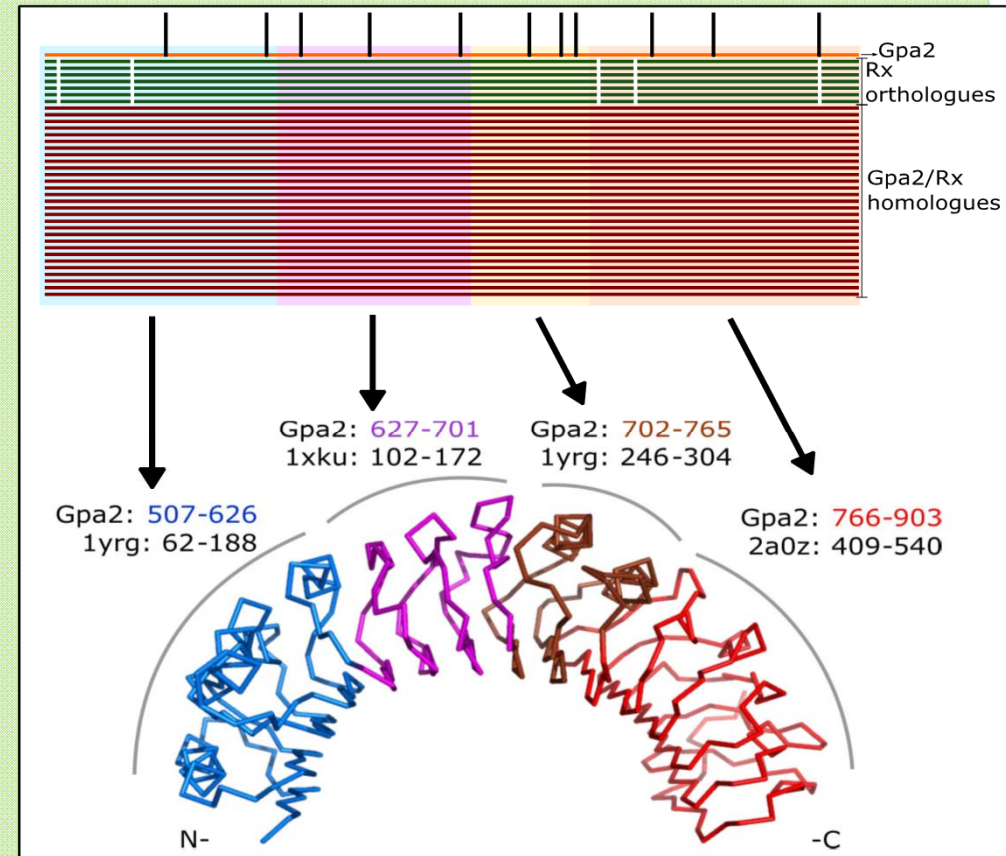 Gpa2
Rx
orthologues
Gpa2/Rx
homologues
Gpa2: 627-701
1xku: 102-172
Gpa2: 702-765
1yrg: 246-304
Gpa2: 507-626
1yrg: 62-188
Gpa2: 766-903
2a0z: 409-540
N-
-C